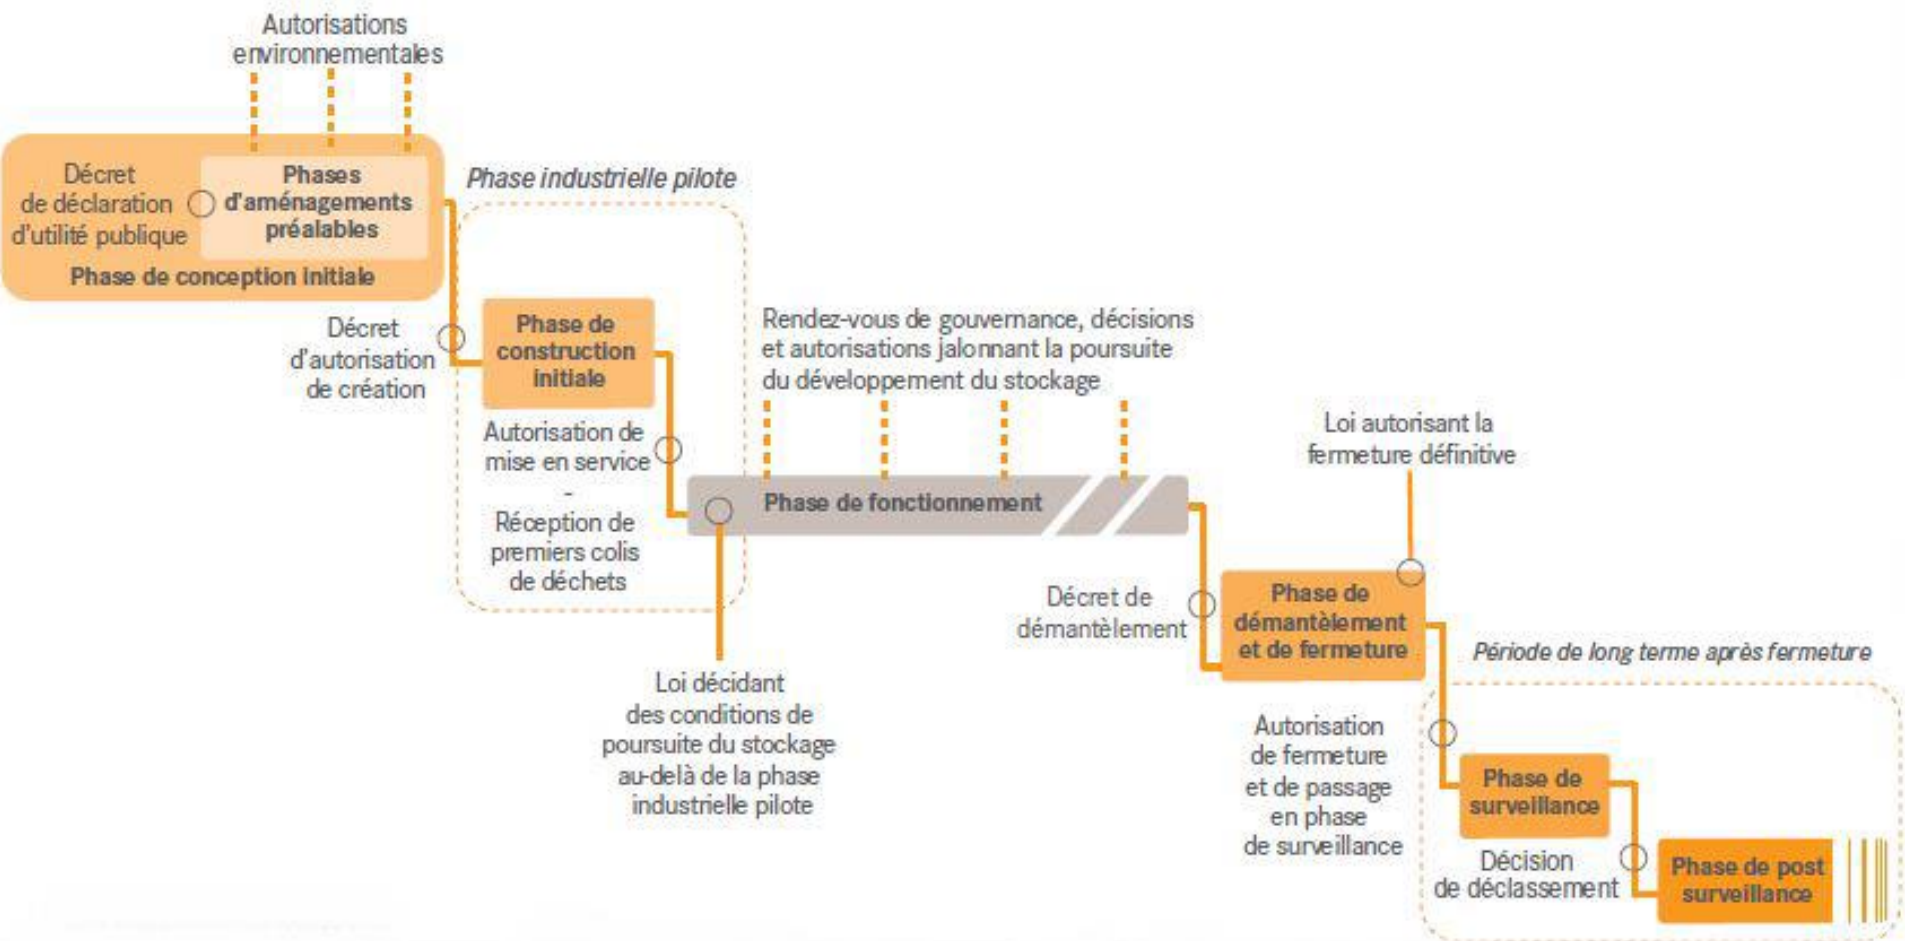 Autorisations
environnementales
Décret
de déclaration
d'utilité publique
Phases
d'aménagements
préalables
Phase de conception initiale
Phase industrielle pilote
Décret
d'autorisation
de création
Phase de
construction
initiale
Autorisation de
mise en service
-
Réception de
premiers colis
de déchets
Rendez-vous de gouvernance, décisions
et autorisations jalonnant la poursuite
du développement du stockage
Phase de fonctionnement
Loi décidant
des conditions de
poursuite du stockage
au-delà de la phase
industrielle pilote
Loi autorisant la
fermeture définitive
Décret de
démantèlement
Phase de
démantèlement
et de fermeture
Période de long terme après fermeture
Autorisation
de fermeture
et de passage
en phase
de surveillance
Phase de
surveillance
Décision
de déclassement
Phase de post
surveillance